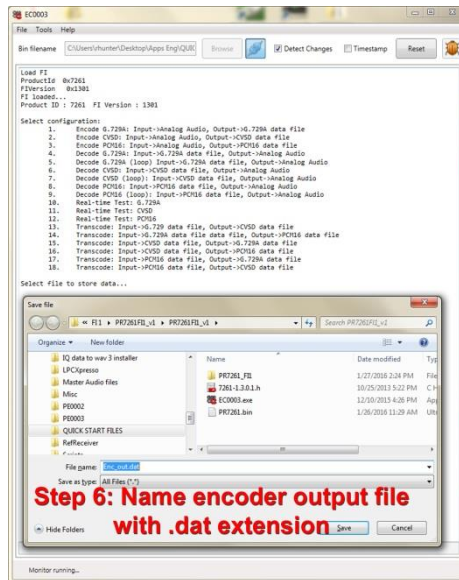 EC0003
File Tools Help
Bin filename C:\Users\rhunter\Desktop\Apps Eng\QUIC Browse Detect Changes Timestamp Reset
Load FI
ProductId 0x7261
FIVersion 0x1301
FI loaded...
Product ID : 7261 FI Version : 1301
Select configuration:
1. Encode G.729A: Input->Analog Audio, Output->G.729A data file
2. Encode CVSD: Input->Analog Audio, Output->CVSD data file
3. Encode PCM16: Input->Analog Audio, Output->PCM16 data file
4. Decode G.729A: Input->G.729A data file, Output->Analog Audio
5. Decode G.729A (loop) Input->G.729A data file, Output->Analog Audio
6. Decode CVSD: Input->CVSD data file, Output->Analog Audio
7. Decode CVSD (loop): Input->CVSD data file, Output->Analog Audio
8. Decode PCM16: Input->PCM16 data file, Output->Analog Audio
9. Decode PCM16 (loop): Input->PCM16 data file, Output->Analog Audio
10. Real-time Test: G.729A
11. Real-time Test: CVSD
12. Real-time Test: PCM16
13. Transcode: Input->G.729 data file, Output->CVSD data file
14. Transcode: Input->G.729A data file data file, Output->PCM16 data file
15. Transcode: Input->CVSD data file, Output->G.729A data file
16. Transcode: Input->CVSD data file, Output->PCM16 data file
17. Transcode: Input->PCM16 data file, Output->G.729A data file
18. Transcode: Input->PCM16 data file, Output->CVSD data file
Select file to store data...
Save file
« FI.1 PR7261FI1_v1 PR7261FI1_v1 Search PR7261FI1_v1
Organize New folder
Name Date modified Typ
IQ data to wav 3 installer
LPCXpresso
Master Audio files
Misc
PE0002
PE0003
QUICK START FILES
RefReceiver
Scripts
PR7261_FI1 1/27/2016 2:24 PM File
7261-1.3.0.1.h 10/25/2013 5:22 PM C H
EC0003.exe 12/10/2015 4:26 PM App
PR7261.bin 1/26/2016 11:29 AM Ult
File name: Enc_out.dat
Save as type: All Files (*.*)
Step 6: Name encoder output file
with .dat extension
Hide Folders Save Cancel
Monitor running...